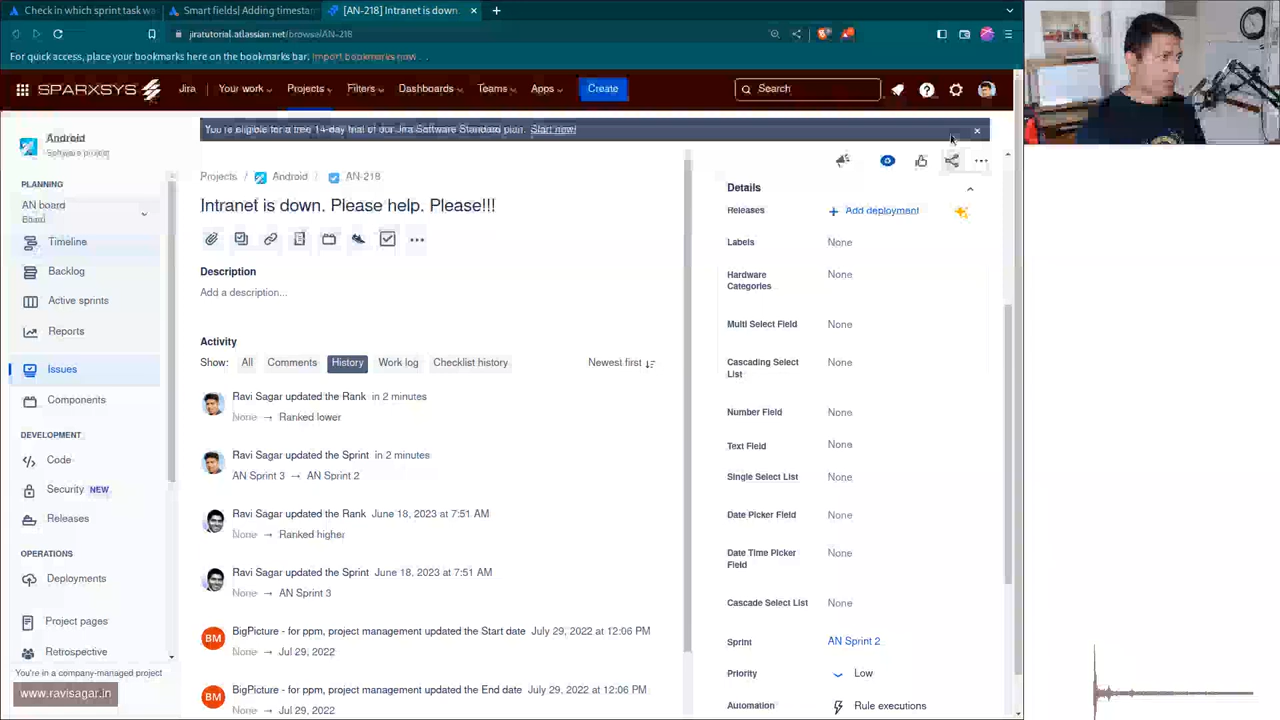 Check in which sprint task wa
Smart fields| Adding timestam
[AN-218] Intranet is down.
jiratutorial.atlassian.net/browse/AN-218
For quick access, place your bookmarks here on the bookmarks bar. Import bookmarks now...
SPARXSYS
Jira
Your work
Projects
Filters
Dashboards
Teams
Apps
Create
Search
You're eligible for a free 14-day trial of our Jira Software Standard plan. Start now!
Android
Software project
PLANNING
AN board
Board
Timeline
Backlog
Active sprints
Reports
Issues
Components
DEVELOPMENT
Code
Security NEW
Releases
OPERATIONS
Deployments
Project pages
Retrospective
You're in a company-managed project
www.ravisagar.in
Projects / Android / AN-218
Intranet is down. Please help. Please!!!
Description
Add a description...
Activity
Show: All Comments History Work log Checklist history Newest first
Ravi Sagar updated the Rank in 2 minutes
None → Ranked lower
Ravi Sagar updated the Sprint in 2 minutes
AN Sprint 3 → AN Sprint 2
Ravi Sagar updated the Rank June 18, 2023 at 7:51 AM
None → Ranked higher
Ravi Sagar updated the Sprint June 18, 2023 at 7:51 AM
None → AN Sprint 3
BM
BigPicture - for ppm, project management updated the Start date July 29, 2022 at 12:06 PM
None → Jul 29, 2022
BM
BigPicture - for ppm, project management updated the End date July 29, 2022 at 12:06 PM
None → Jul 29, 2022
Details
Releases + Add deployment
Labels None
Hardware Categories None
Multi Select Field None
Cascading Select List None
Number Field None
Text Field None
Single Select List None
Date Picker Field None
Date Time Picker Field None
Cascade Select List None
Sprint AN Sprint 2
Priority Low
Automation Rule executions